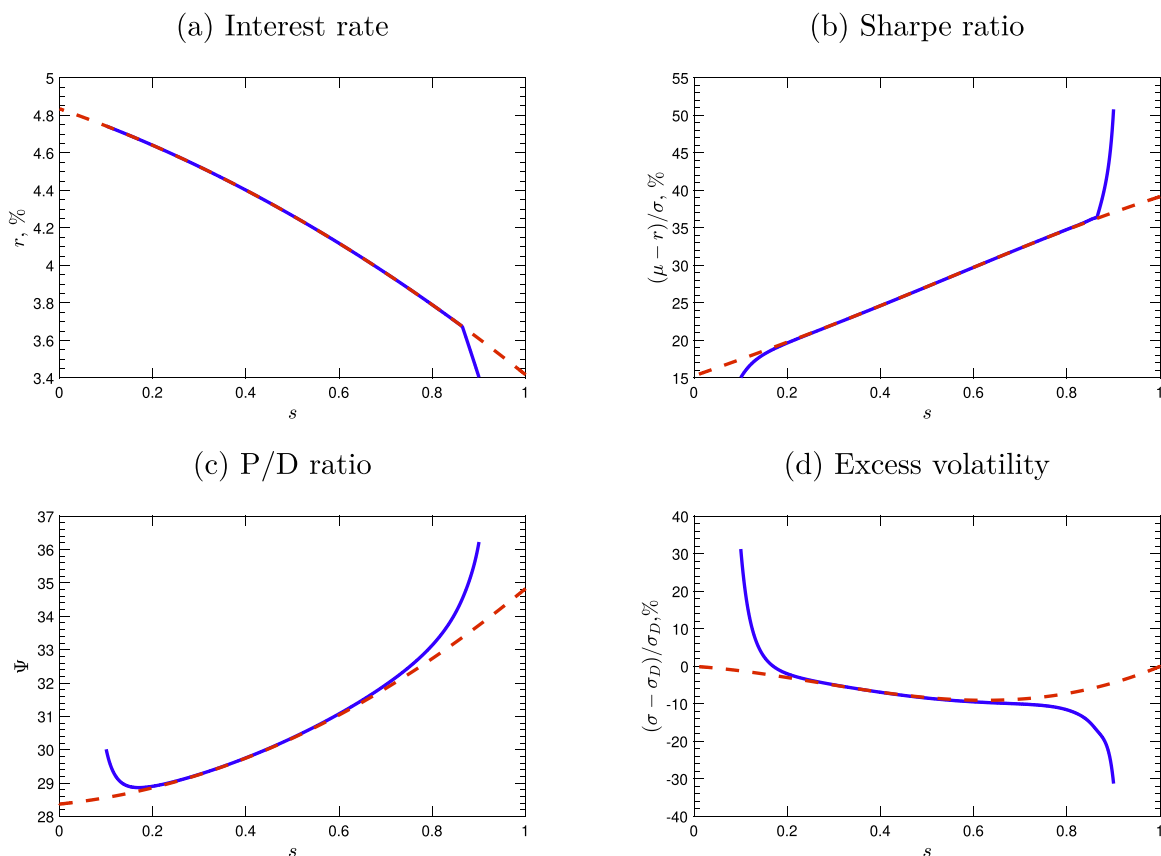 (a) Interest rate
5
4.8
4.6
4.4
4.2
4
3.8
3.6
3.4
r, %
0 0.2 0.4 0.6 0.8 1
s
(b) Sharpe ratio
55
50
45
40
35
30
25
20
15
(μ − r)/σ, %
0 0.2 0.4 0.6 0.8 1
s
(c) P/D ratio
37
36
35
34
33
32
31
30
29
28
Ψ
0 0.2 0.4 0.6 0.8 1
s
(d) Excess volatility
40
30
20
10
0
-10
-20
-30
-40
(σ − σ_D)/σ_D,%
0 0.2 0.4 0.6 0.8 1
s